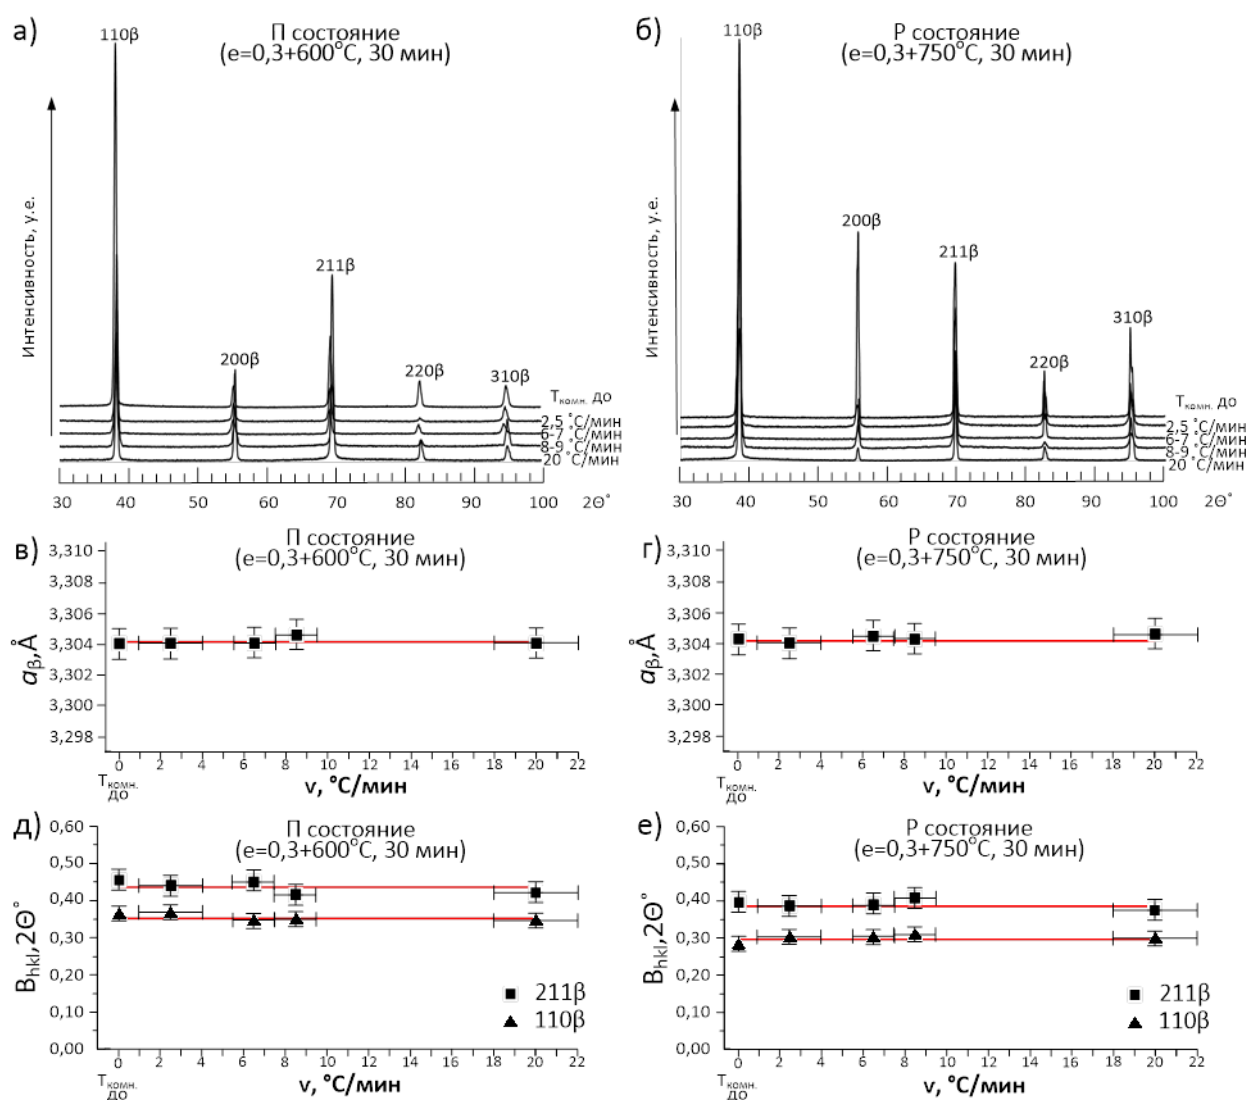 а)
П состояние
(e=0,3+600°C, 30 мин)
110β
200β
211β
220β
310β
Интенсивность, у.е.
Tкомн. до
2,5 °С/мин
6-7 °С/мин
8-9 °С/мин
20 °С/мин
30 40 50 60 70 80 90 100 2Θ°
б)
Р состояние
(e=0,3+750°C, 30 мин)
110β
200β
211β
220β
310β
Интенсивность, у.е.
Tкомн. до
2,5 °С/мин
6-7 °С/мин
8-9 °С/мин
20 °С/мин
30 40 50 60 70 80 90 100 2Θ°
в)
П состояние
(e=0,3+600°C, 30 мин)
3,310
3,308
3,306
3,304
3,302
3,300
3,298
aβ,Å
0 2 4 6 8 10 12 14 16 18 20 22
Tкомн.
до
v, °С/мин
г)
Р состояние
(e=0,3+750°C, 30 мин)
3,310
3,308
3,306
3,304
3,302
3,300
3,298
aβ,Å
0 2 4 6 8 10 12 14 16 18 20 22
Tкомн.
до
v, °С/мин
д)
П состояние
(e=0,3+600°C, 30 мин)
0,60
0,50
0,40
0,30
0,20
0,10
0,00
Bhkl,2Θ°
211β
110β
0 2 4 6 8 10 12 14 16 18 20 22
Tкомн.
до
v, °С/мин
е)
Р состояние
(e=0,3+750°C, 30 мин)
0,60
0,50
0,40
0,30
0,20
0,10
0,00
Bhkl,2Θ°
211β
110β
0 2 4 6 8 10 12 14 16 18 20 22
Tкомн.
до
v, °С/мин